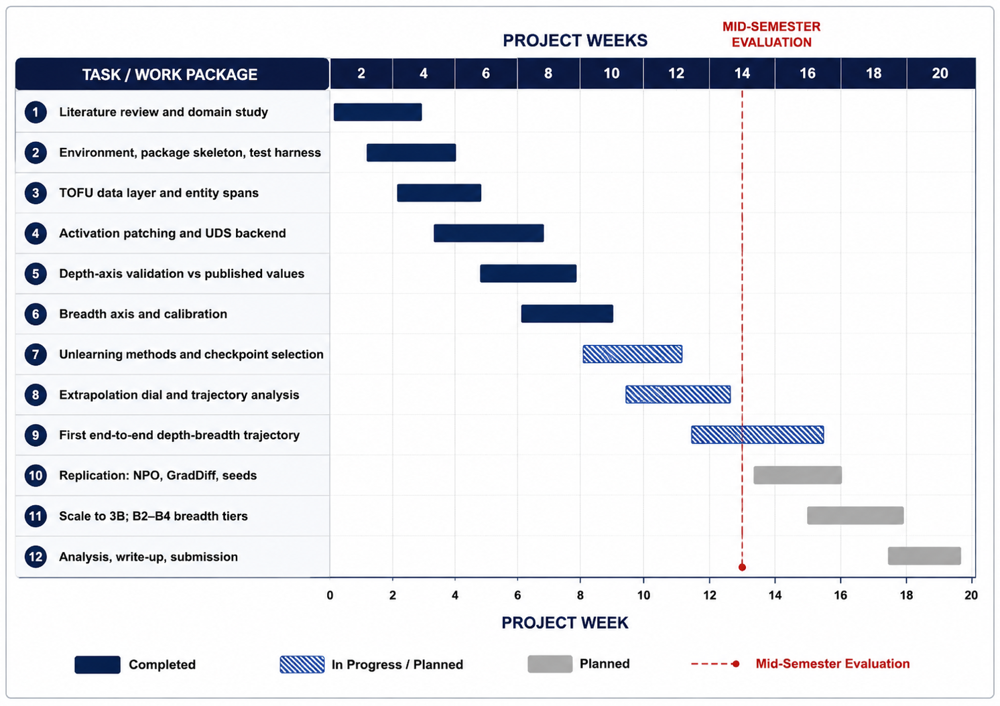 PROJECT WEEKS
MID-SEMESTER
EVALUATION
TASK / WORK PACKAGE
2 4 6 8 10 12 14 16 18 20
1 Literature review and domain study
2 Environment, package skeleton, test harness
3 TOFU data layer and entity spans
4 Activation patching and UDS backend
5 Depth-axis validation vs published values
6 Breadth axis and calibration
7 Unlearning methods and checkpoint selection
8 Extrapolation dial and trajectory analysis
9 First end-to-end depth-breadth trajectory
10 Replication: NPO, GradDiff, seeds
11 Scale to 3B; B2–B4 breadth tiers
12 Analysis, write-up, submission
0 2 4 6 8 10 12 14 16 18 20
PROJECT WEEK
Completed
In Progress / Planned
Planned
Mid-Semester Evaluation